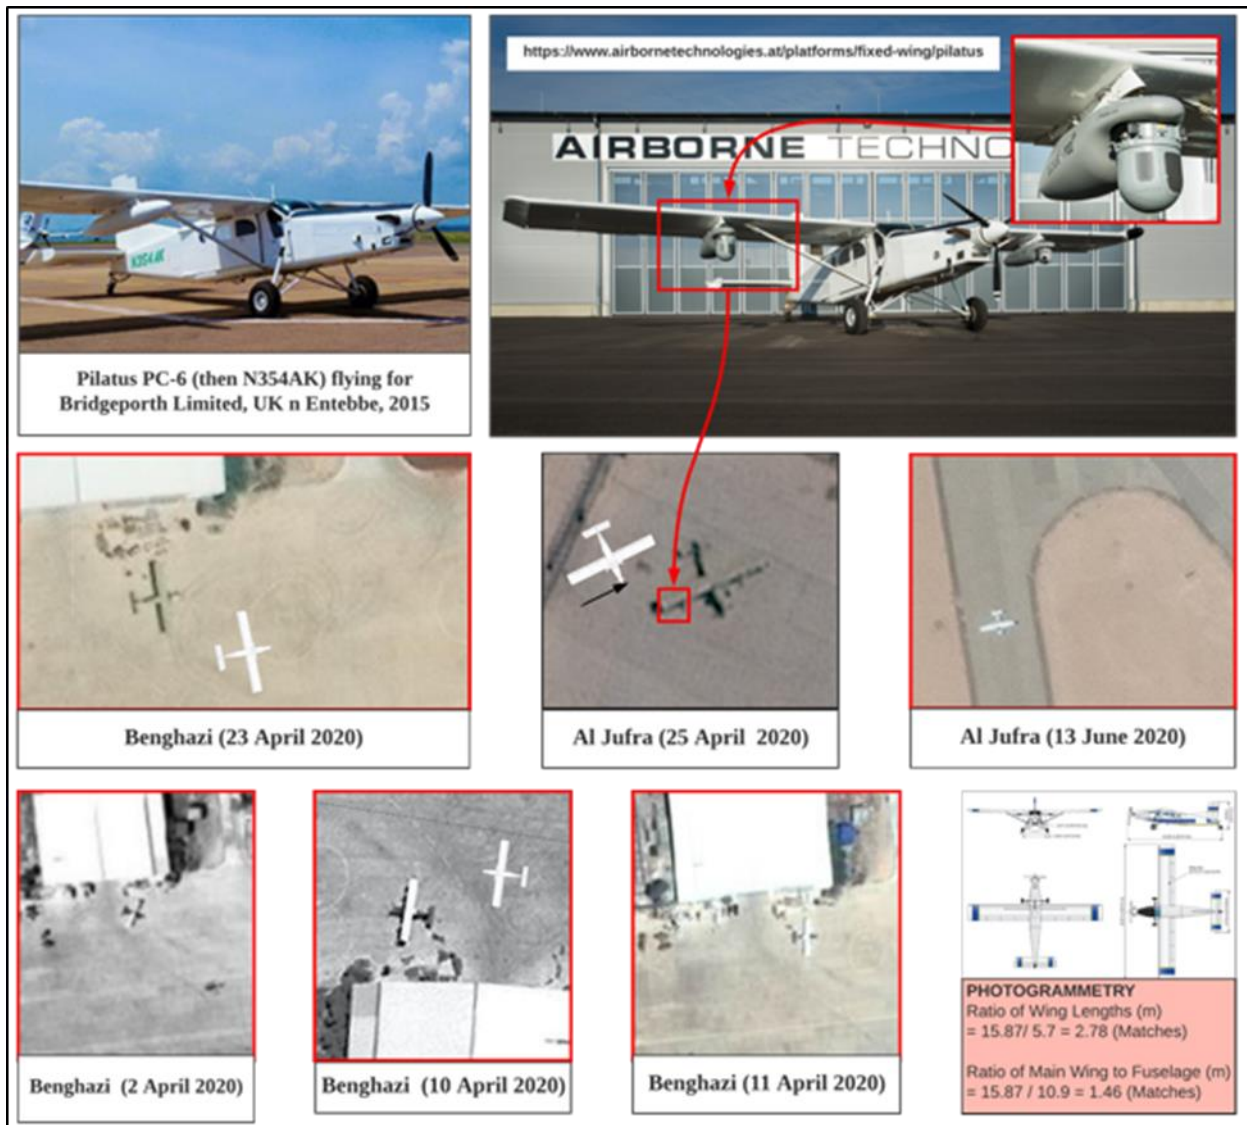 https://www.airbornetechnologies.at/platforms/fixed-wing/pilatus
AIRBORNE TECHNO
N354AK
Pilatus PC-6 (then N354AK) flying for
Bridgeporth Limited, UK n Entebbe, 2015
Benghazi (23 April 2020)
Al Jufra (25 April 2020)
Al Jufra (13 June 2020)
Benghazi (2 April 2020)
Benghazi (10 April 2020)
Benghazi (11 April 2020)
PHOTOGRAMMETRY
Ratio of Wing Lengths (m)
= 15.87/ 5.7 = 2.78 (Matches)
Ratio of Main Wing to Fuselage (m)
= 15.87 / 10.9 = 1.46 (Matches)